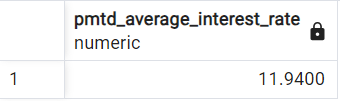 pmtd_average_interest_rate
numeric
1 11.9400